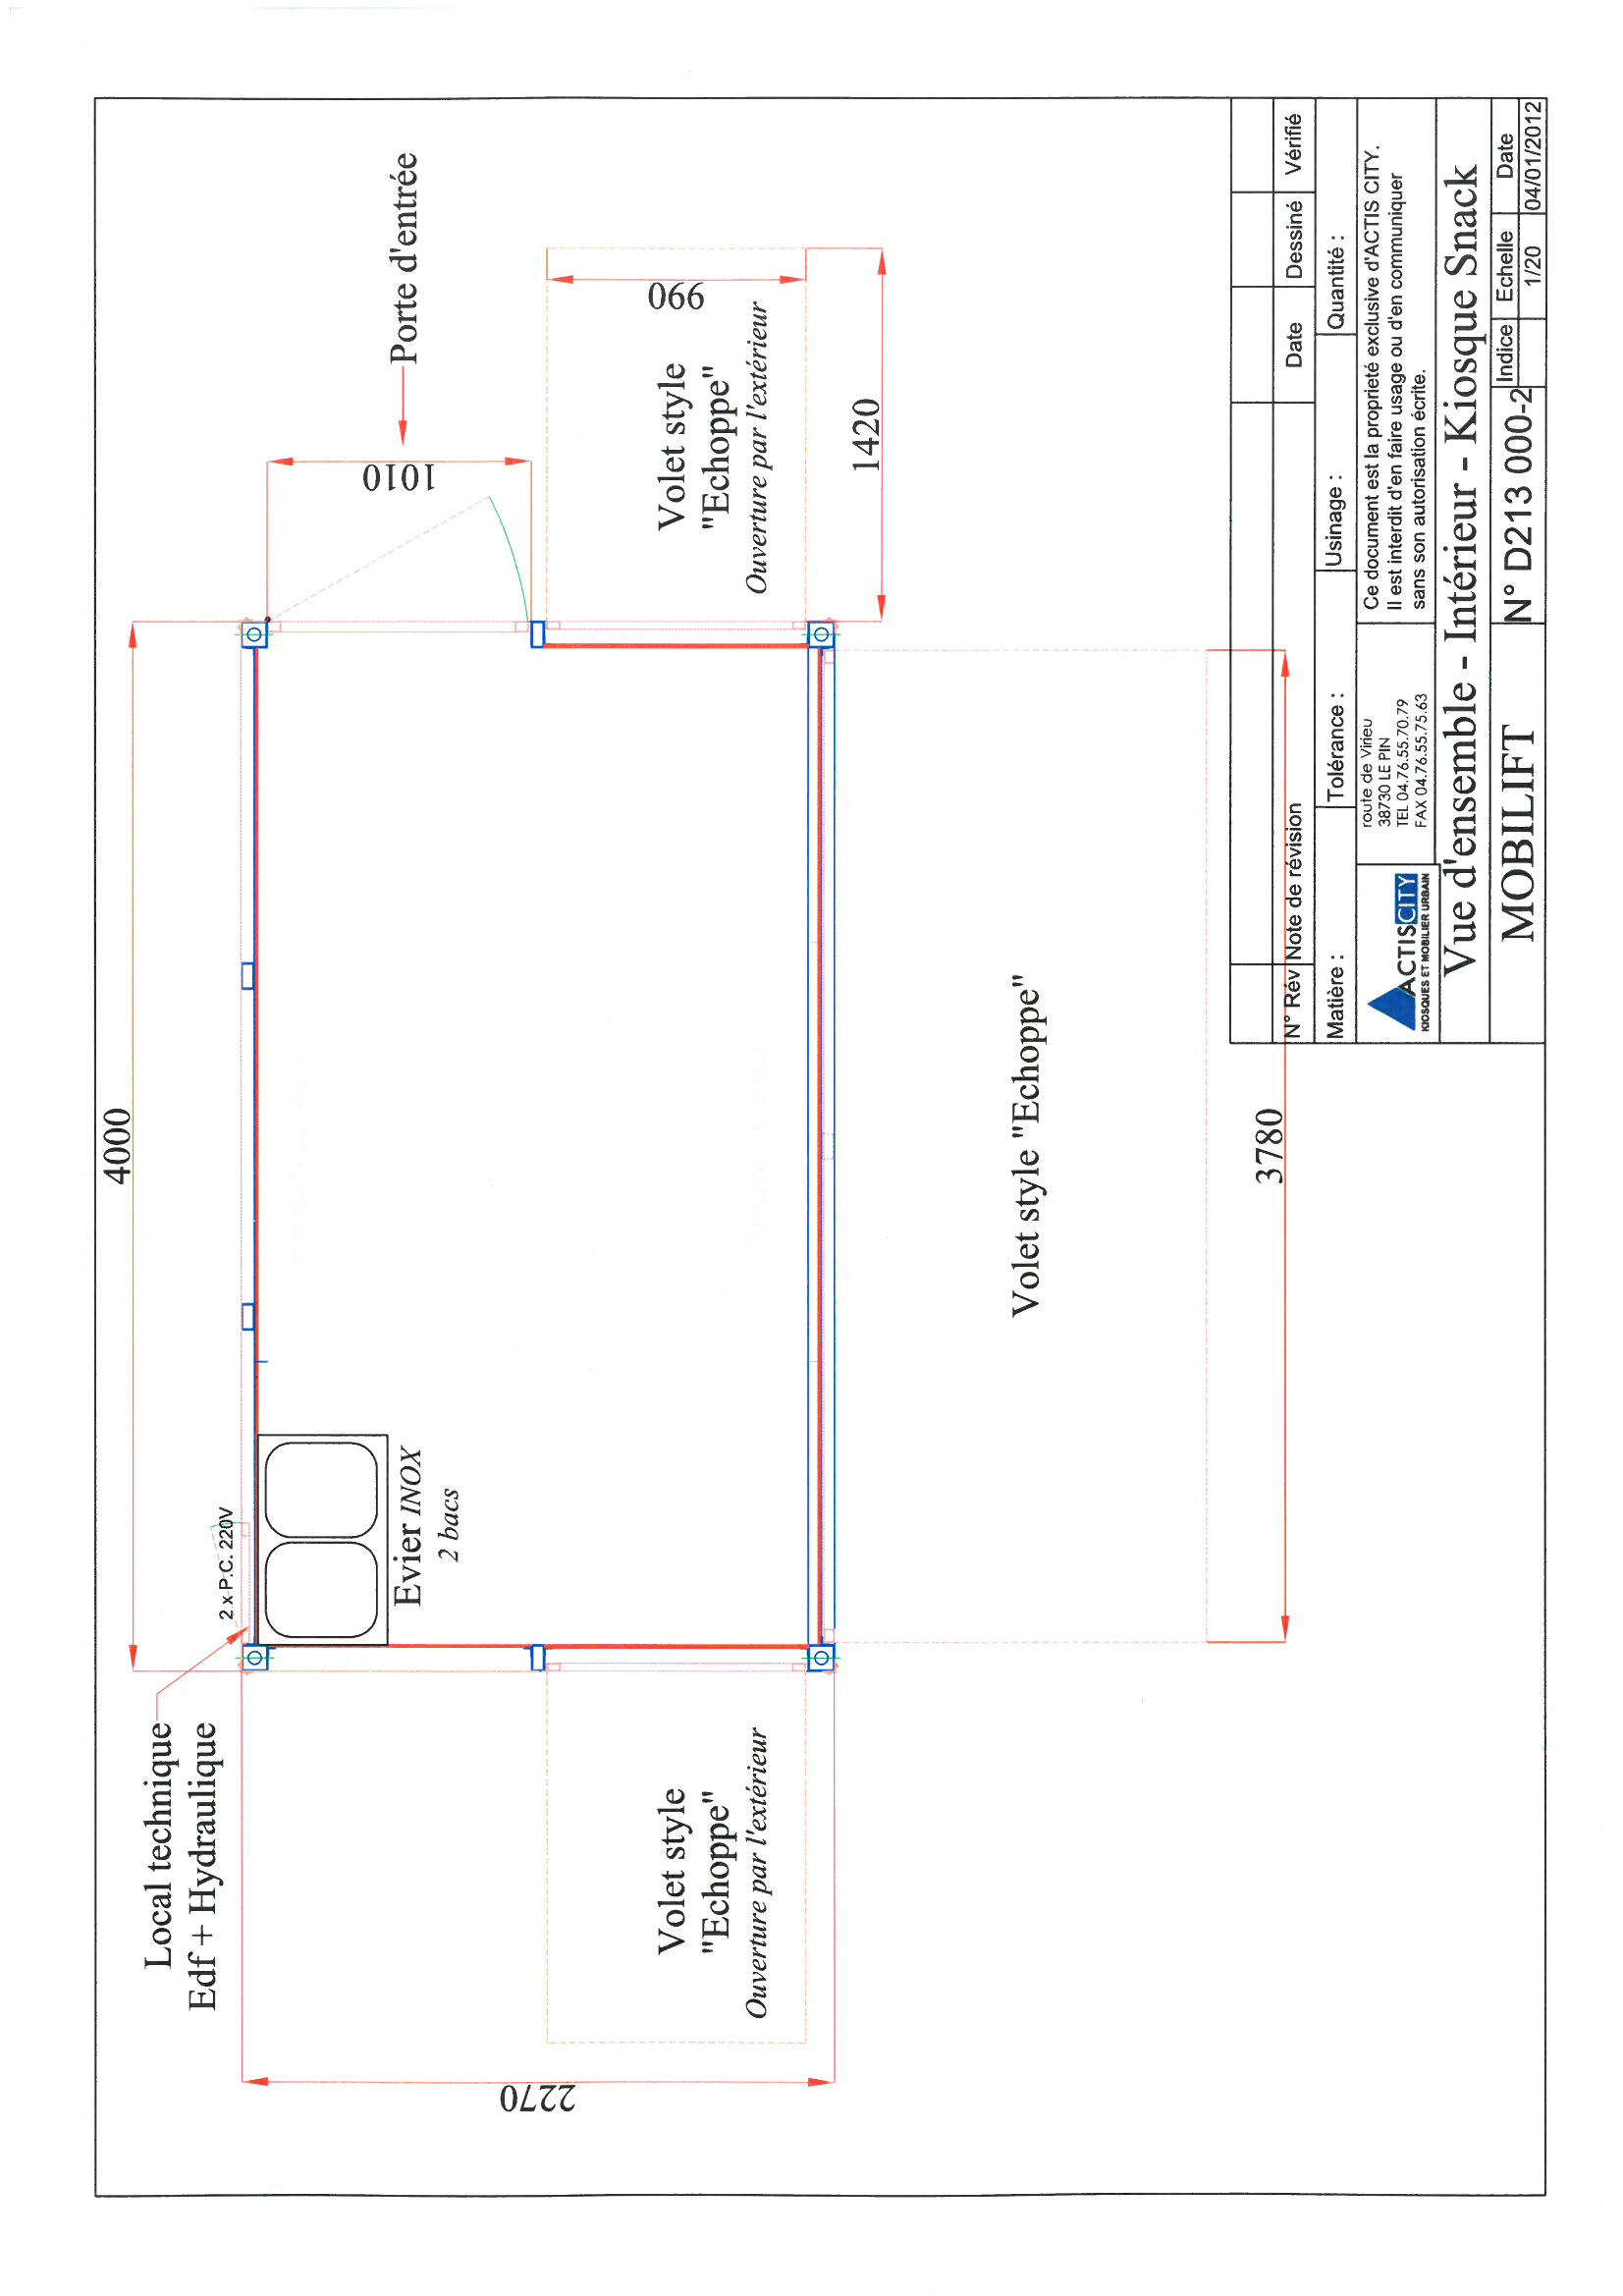 4000
Local technique
Edf + Hydraulique
2 x P.C. 220V
Evier INOX
2 bacs
Porte d'entrée
1010
2270
Volet style
"Echoppe"
Ouverture par l'extérieur
Volet style
"Echoppe"
Ouverture par l'extérieur
990
1420
Volet style "Echoppe"
3780
N° Rév Note de révision Date Dessiné Vérifié
Matière : Tolérance : Usinage : Quantité :
ACTISCITY
KIOSQUES ET MOBILIER URBAIN
route de Virieu
38730 LE PIN
TEL 04.76.55.70.79
FAX 04.76.55.75.63
Ce document est la proprieté exclusive d'ACTIS CITY.
Il est interdit d'en faire usage ou d'en communiquer
sans son autorisation écrite.
Vue d'ensemble - Intérieur - Kiosque Snack
MOBILIFT
N° D213 000-2
Indice Echelle Date
1/20 04/01/2012